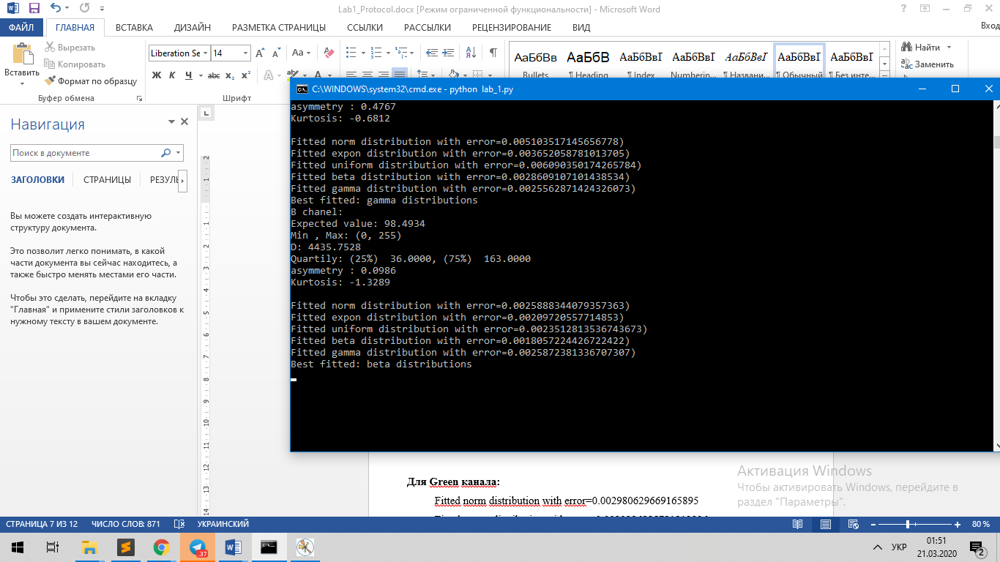 Lab1_Protocol.docx [Режим ограниченной функциональности] - Microsoft Word
ФАЙЛ ГЛАВНАЯ ВСТАВКА ДИЗАЙН РАЗМЕТКА СТРАНИЦЫ ССЫЛКИ РАССЫЛКИ РЕЦЕНЗИРОВАНИЕ ВИД Вход
Вставить
Вырезать
Копировать
Формат по образцу
Буфер обмена
Liberation Se 14
Ж К Ч abc x₂ x²
Шрифт
АаБбВв АаБбВ АаБбВвІ АаБбВвІ АаБбВвІ АаБбВвІ АаБбВвІ
Bullets ¶ Heading ¶ Index Numberin... ¶ Названи... ¶ Обычный ¶ Без инте...
Найти
Заменить
Навигация
Поиск в документе
ЗАГОЛОВКИ СТРАНИЦЫ
Вы можете создать интерактивную
структуру документа.
Это позволит легко понимать, в какой
части документа вы сейчас находитесь, а
также быстро менять местами его части.
Чтобы это сделать, перейдите на вкладку
"Главная" и примените стили заголовков к
нужному тексту в вашем документе.
C:\WINDOWS\system32\cmd.exe - python lab_1.py
asymmetry : 0.4767
Kurtosis: -0.6812
Fitted norm distribution with error=0.005103517145656778)
Fitted expon distribution with error=0.003652058781013705)
Fitted uniform distribution with error=0.006090350174265784)
Fitted beta distribution with error=0.0028609107101438534)
Fitted gamma distribution with error=0.0025562871424326073)
Best fitted: gamma distributions
B chanel:
Expected value: 98.4934
Min , Max: (0, 255)
D: 4435.7528
Quartily: (25%)  36.0000, (75%)  163.0000
asymmetry : 0.0986
Kurtosis: -1.3289
Fitted norm distribution with error=0.0025888344079357363)
Fitted expon distribution with error=0.00209720557714853)
Fitted uniform distribution with error=0.0023512813536743673)
Fitted beta distribution with error=0.0018057224426722422)
Fitted gamma distribution with error=0.0025872381336707307)
Best fitted: beta distributions
Для Green канала:
Fitted norm distribution with error=0.002980629669165895
Активация Windows
Чтобы активировать Windows, перейдите в
раздел "Параметры".
СТРАНИЦА 7 ИЗ 12 ЧИСЛО СЛОВ: 871 УКРАИНСКИЙ 80 %
37
УКР
01:51
21.03.2020
2